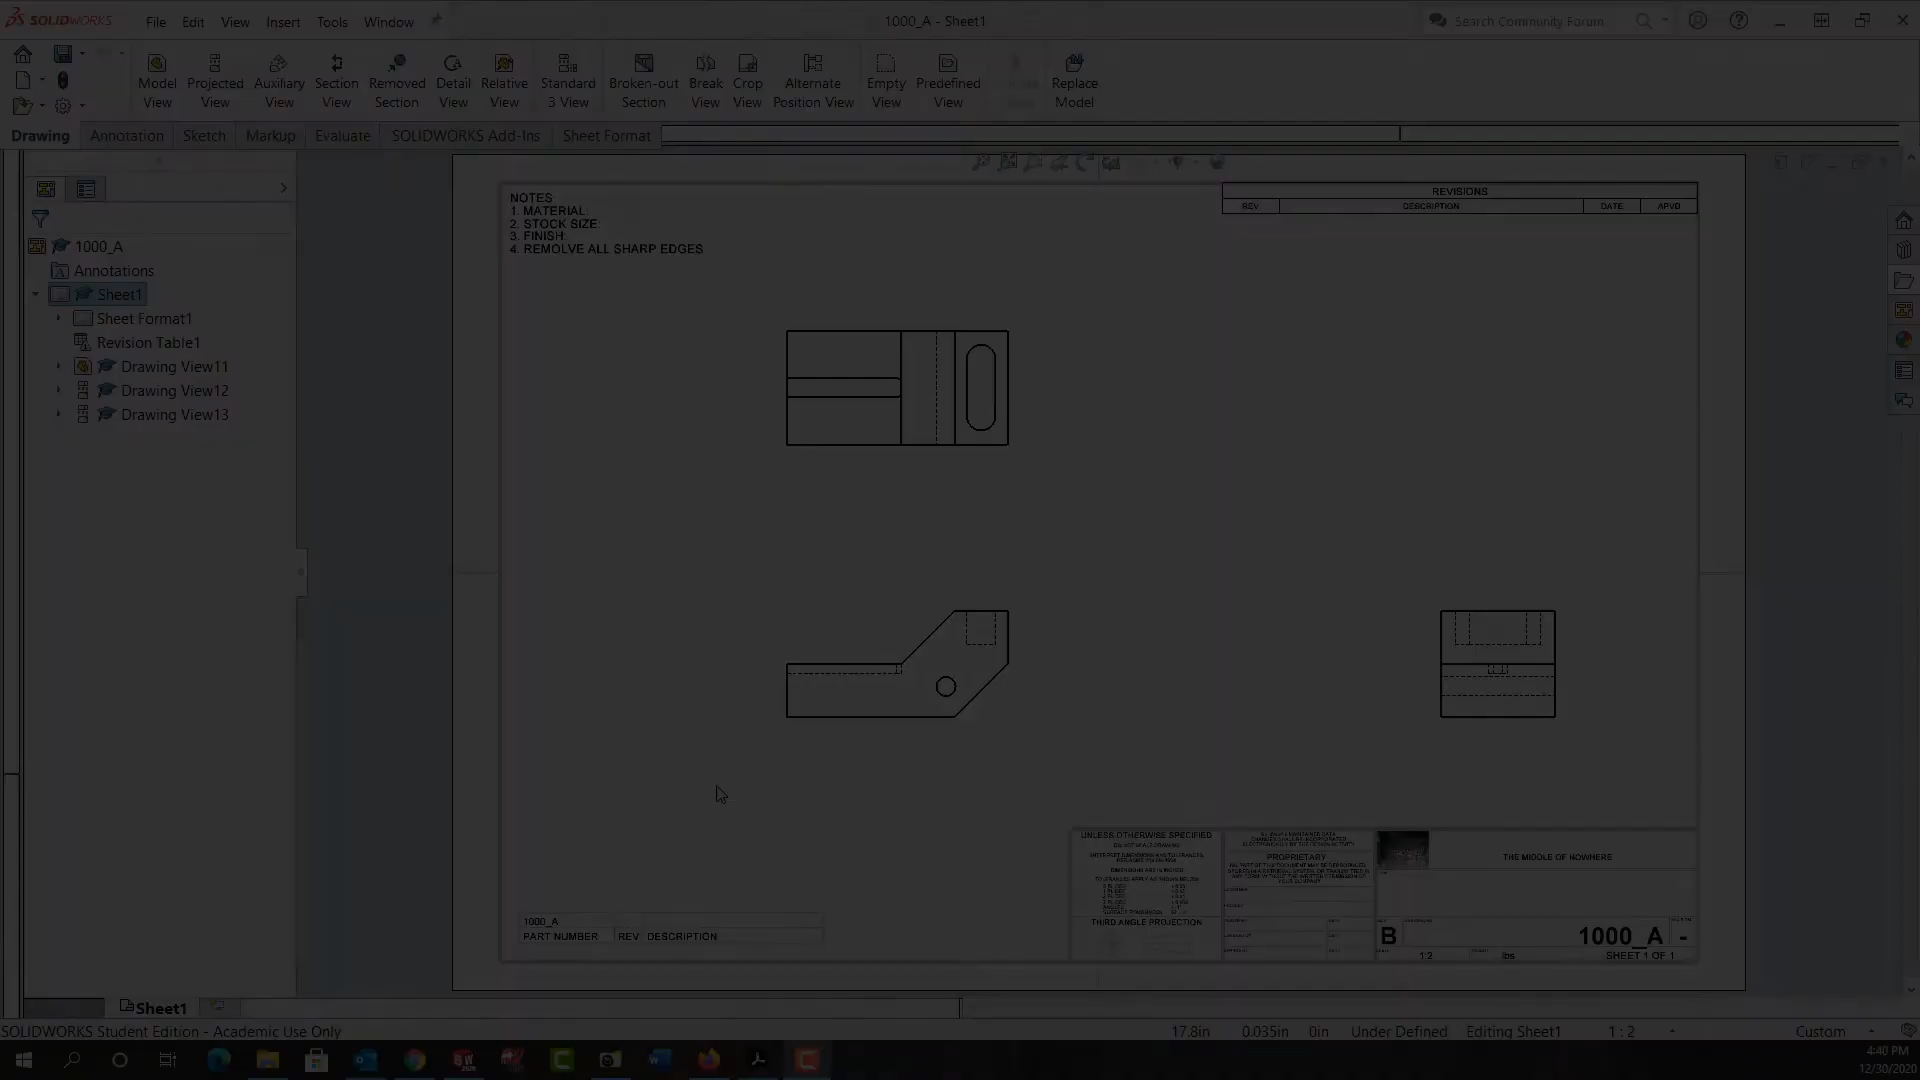 SOLIDWORKS File Edit View Insert Tools Window 1000_A - Sheet1 Search Community Forum
Model View
Projected View
Auxiliary View
Section View
Removed Section
Detail View
Relative View
Standard 3 View
Broken-out Section
Break View
Crop View
Alternate Position View
Empty View
Predefined View
Replace Model
Drawing Annotation Sketch Markup Evaluate SOLIDWORKS Add-Ins Sheet Format
1000_A
Annotations
Sheet1
Sheet Format1
Revision Table1
Drawing View11
Drawing View12
Drawing View13
NOTES
1. MATERIAL:
2. STOCK SIZE:
3. FINISH:
4. REMOLVE ALL SHARP EDGES
REVISIONS
REV DESCRIPTION DATE APVD
UNLESS OTHERWISE SPECIFIED
THIRD ANGLE PROJECTION
PROPRIETARY
THE MIDDLE OF NOWHERE
B 1000_A -
1:2 lbs SHEET 1 OF 1
1000_A
PART NUMBER REV DESCRIPTION
Sheet1
SOLIDWORKS Student Edition - Academic Use Only 17.8in 0.035in 0in Under Defined Editing Sheet1 1 : 2 Custom
4:40 PM
12/30/2020